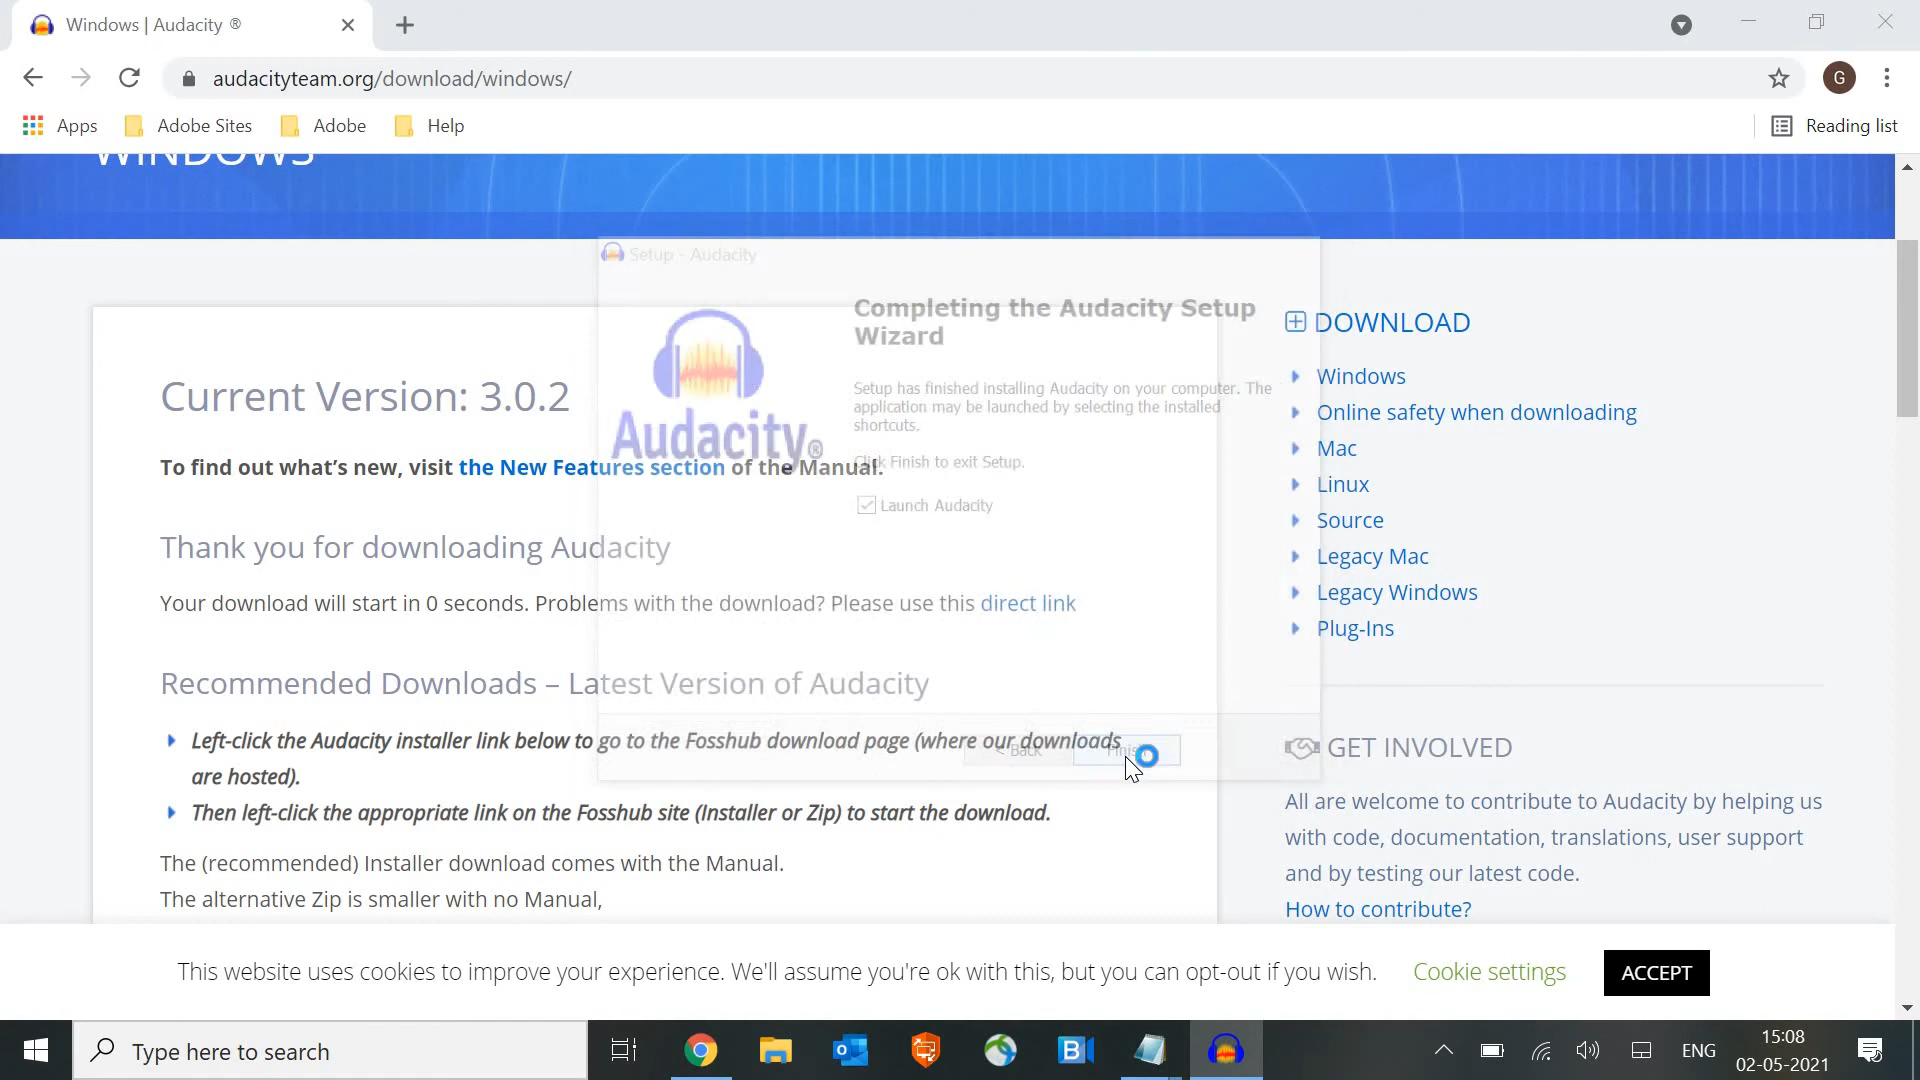 Windows | Audacity ®
audacityteam.org/download/windows/
G
Apps
Adobe Sites
Adobe
Help
Reading list
WINDOWS
Setup - Audacity
Completing the Audacity Setup
Wizard
Setup has finished installing Audacity on your computer. The
application may be launched by selecting the installed
shortcuts.
Click Finish to exit Setup.
Launch Audacity
Audacity®
< Back
Finish
Current Version: 3.0.2
To find out what's new, visit the New Features section of the Manual.
Thank you for downloading Audacity
Your download will start in 0 seconds. Problems with the download? Please use this direct link
Recommended Downloads – Latest Version of Audacity
Left-click the Audacity installer link below to go to the Fosshub download page (where our downloads
are hosted).
Then left-click the appropriate link on the Fosshub site (Installer or Zip) to start the download.
The (recommended) Installer download comes with the Manual.
The alternative Zip is smaller with no Manual,
DOWNLOAD
Windows
Online safety when downloading
Mac
Linux
Source
Legacy Mac
Legacy Windows
Plug-Ins
GET INVOLVED
All are welcome to contribute to Audacity by helping us
with code, documentation, translations, user support
and by testing our latest code.
How to contribute?
This website uses cookies to improve your experience. We'll assume you're ok with this, but you can opt-out if you wish.
Cookie settings
ACCEPT
Type here to search
ENG
15:08
02-05-2021